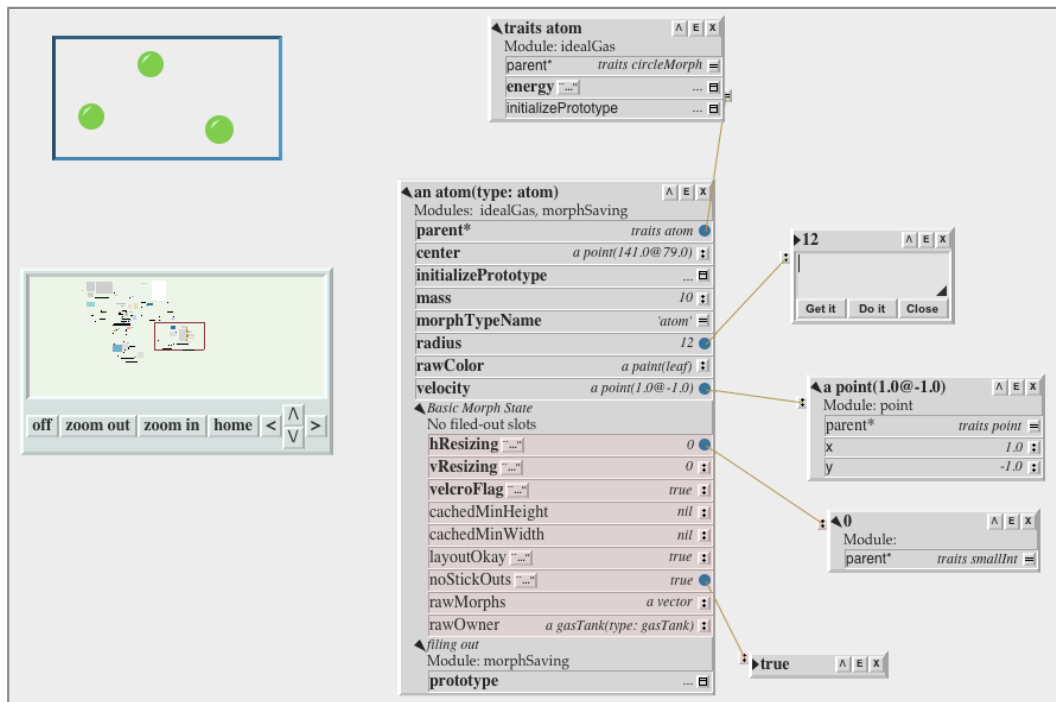 traits atom
Module: idealGas
parent* traits circleMorph =
energy "..." ...
initializePrototype ...
an atom(type: atom)
Modules: idealGas, morphSaving
parent* traits atom
center a point(141.0@79.0) :
initializePrototype ...
mass 10 :
morphTypeName 'atom' =
radius 12
rawColor a paint(leaf) :
velocity a point(1.0@-1.0)
Basic Morph State
No filed-out slots
hResizing "..." 0
vResizing "..." 0 :
velcroFlag "..." true :
cachedMinHeight nil :
cachedMinWidth nil :
layoutOkay "..." true :
noStickOuts "..." true
rawMorphs a vector :
rawOwner a gasTank(type: gasTank) :
filing out
Module: morphSaving
prototype ...
off zoom out zoom in home < Λ V >
12 Λ E X
Get it Do it Close
a point(1.0@-1.0) Λ E X
Module: point
parent* traits point =
x 1.0 :
y -1.0 :
0 Λ E X
Module:
parent* traits smallInt =
true Λ E X